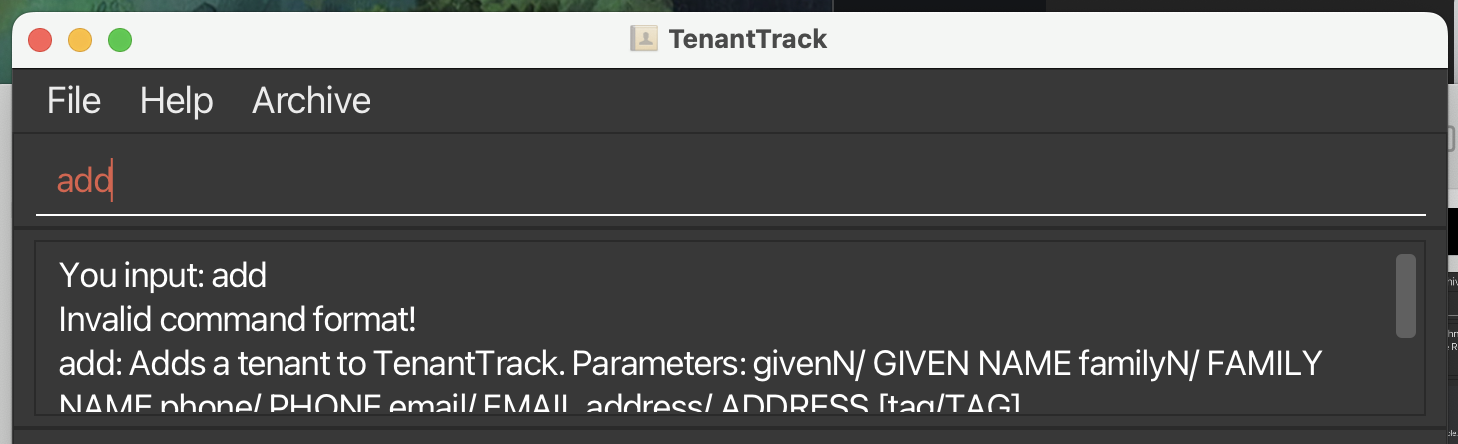 TenantTrack
File Help Archive
add
You input: add
Invalid command format!
add: Adds a tenant to TenantTrack. Parameters: givenN/ GIVEN NAME familyN/ FAMILY
NAME phone/ PHONE email/ EMAIL address/ ADDRESS [tag/TAG]